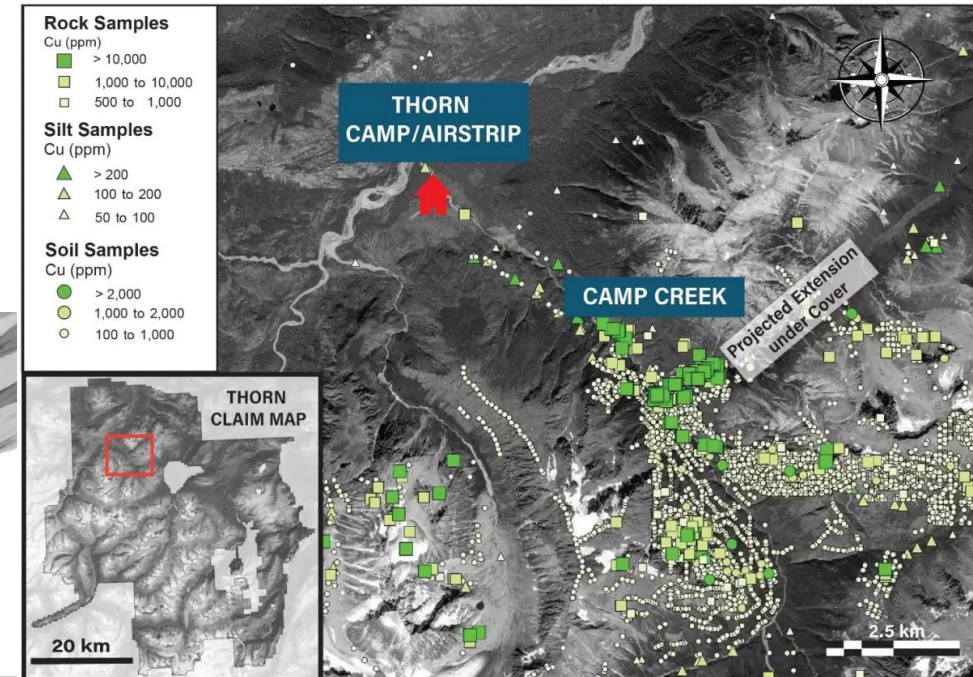 Rock Samples
Cu (ppm)
> 10,000
1,000 to 10,000
500 to 1,000
Silt Samples
Cu (ppm)
> 200
100 to 200
50 to 100
Soil Samples
Cu (ppm)
> 2,000
1,000 to 2,000
100 to 1,000
THORN
CAMP/AIRSTRIP
CAMP CREEK
Projected Extension
under Cover
THORN
CLAIM MAP
20 km
2.5 km